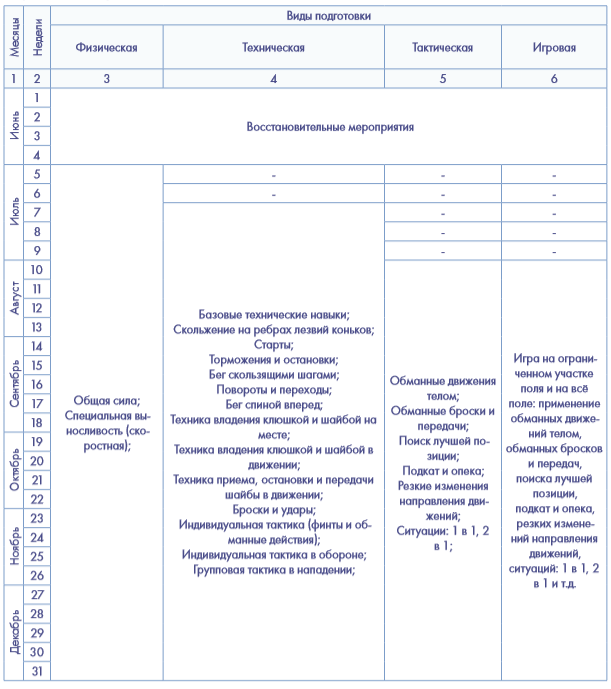 Месяцы
Недели
Виды подготовки
Физическая
Техническая
Тактическая
Игровая
1
2
3
4
5
6
Июнь
1
2
3
4
Восстановительные мероприятия
Июль
5
-
-
-
6
-
-
-
7
-
-
8
-
-
9
-
-
Август
10
11
12
13
Сентябрь
14
15
16
17
18
Октябрь
19
20
21
22
Ноябрь
23
24
25
26
Декабрь
27
28
29
30
31
Общая сила;
Специальная вы-
носливость (ско-
ростная);
Базовые технические навыки;
Скольжение на ребрах лезвий коньков;
Старты;
Торможения и остановки;
Бег скользящими шагами;
Повороты и переходы;
Бег спиной вперед;
Техника владения клюшкой и шайбой на
месте;
Техника владения клюшкой и шайбой в
движении;
Техника приема, остановки и передачи
шайбы в движении;
Броски и удары;
Индивидуальная тактика (финты и об-
манные действия);
Индивидуальная тактика в обороне;
Групповая тактика в нападении;
Обманные движения
телом;
Обманные броски и
передачи;
Поиск лучшей по-
зиции;
Подкат и опека;
Резкие изменения
направления дви-
жений;
Ситуации: 1 в 1, 2
в 1;
Игра на ограни-
ченном участке
поля и на всё
поле: применение
обманных движе-
ний телом,
обманных бросков
и передач,
поиска лучшей
позиции,
подкат и опека,
резких измене-
ний направления
движений,
ситуаций: 1 в 1, 2
в 1 и т.д.